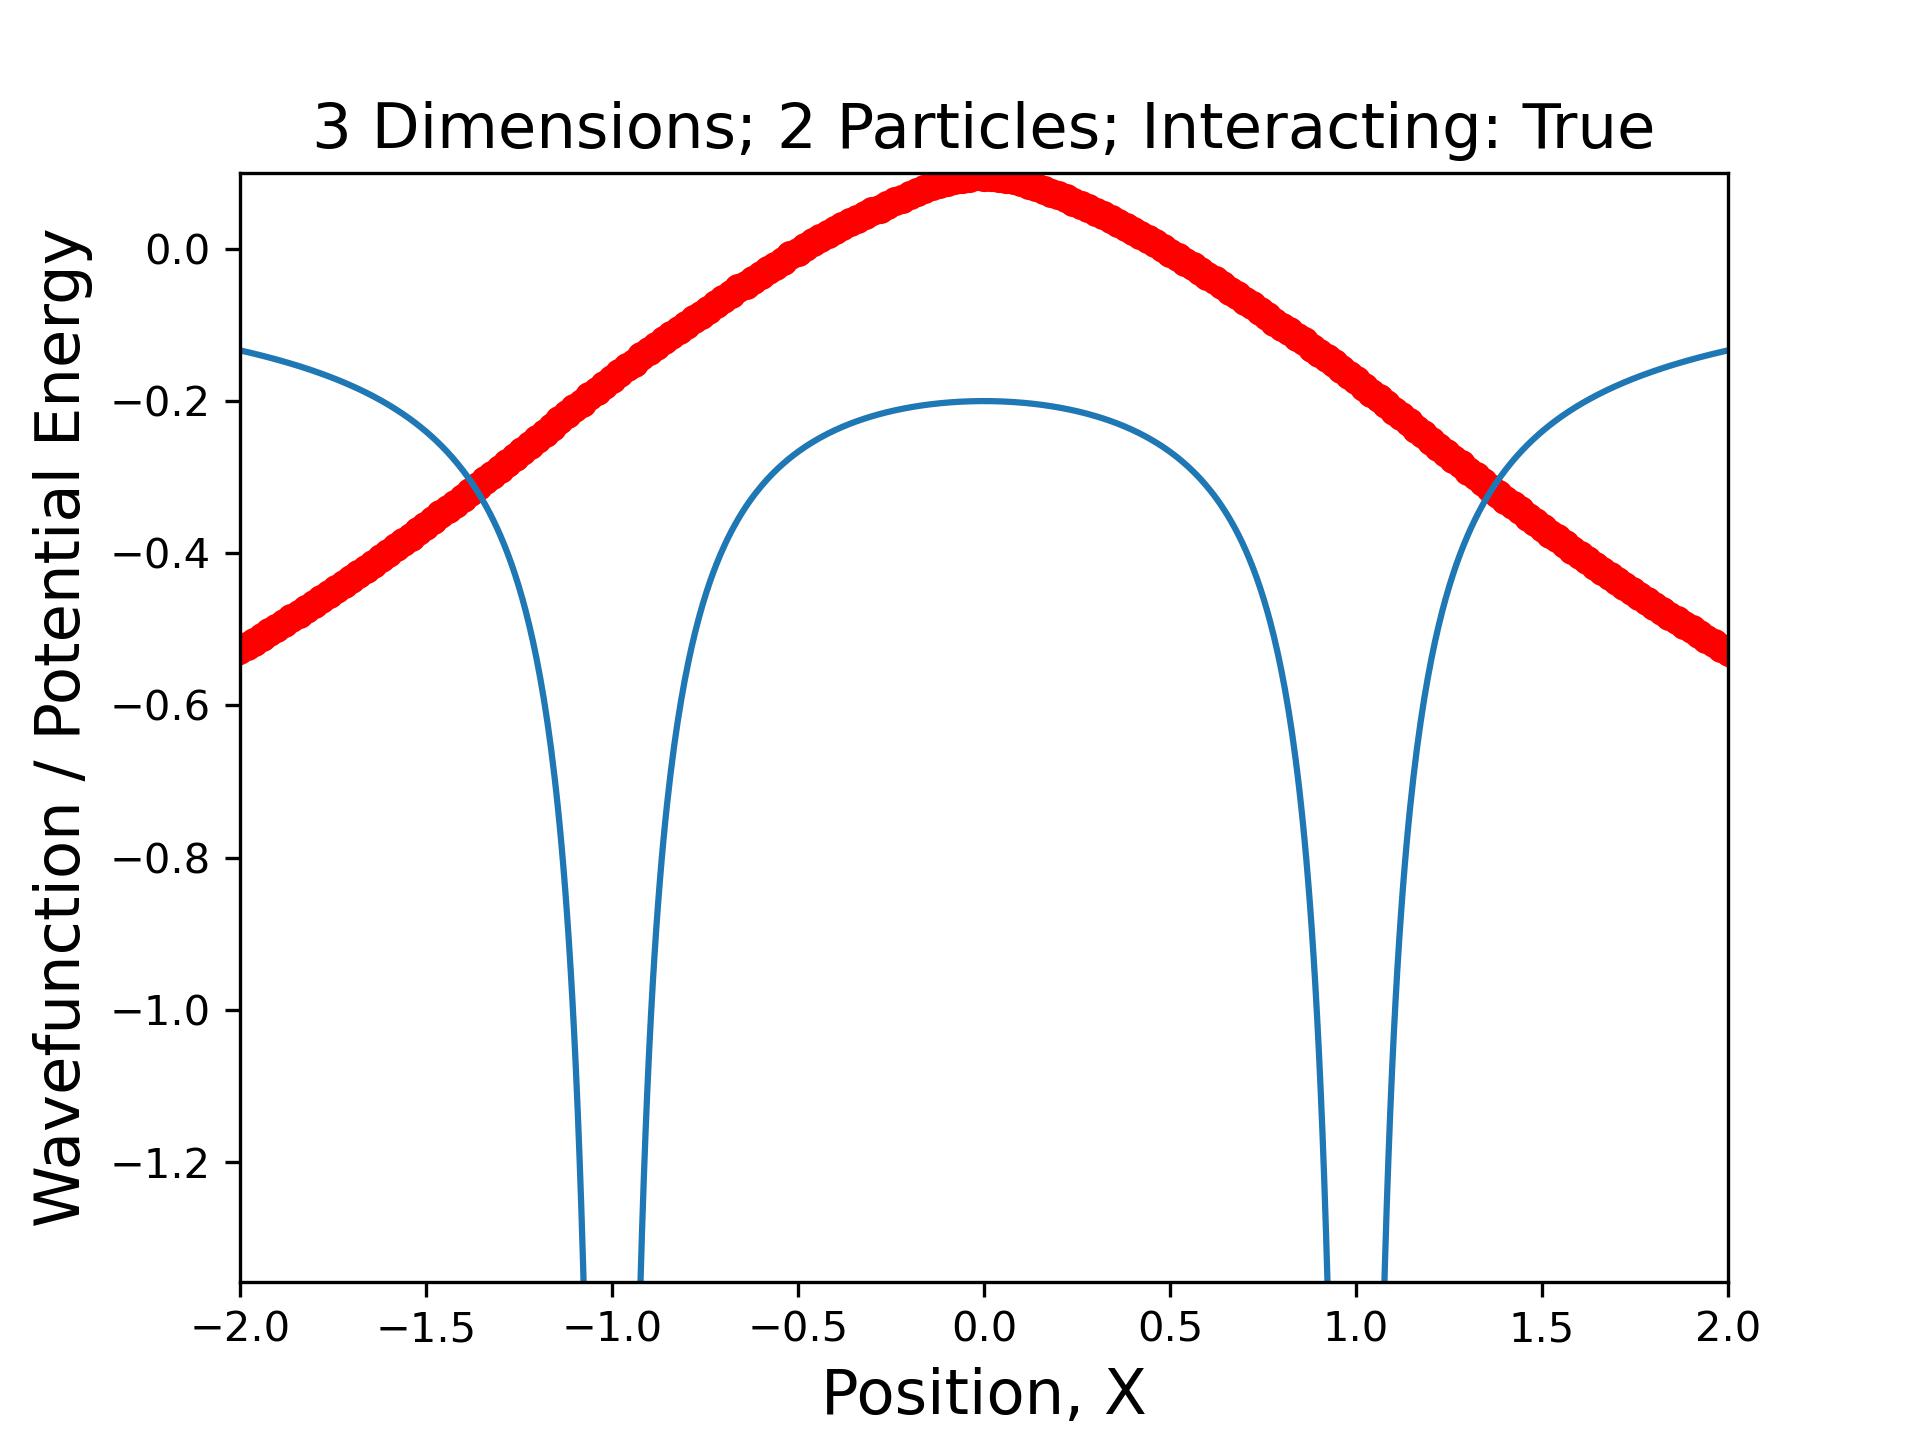 3 Dimensions; 2 Particles; Interacting: True
Wavefunction / Potential Energy
0.0
−0.2
−0.4
−0.6
−0.8
−1.0
−1.2
−2.0 −1.5 −1.0 −0.5 0.0 0.5 1.0 1.5 2.0
Position, X